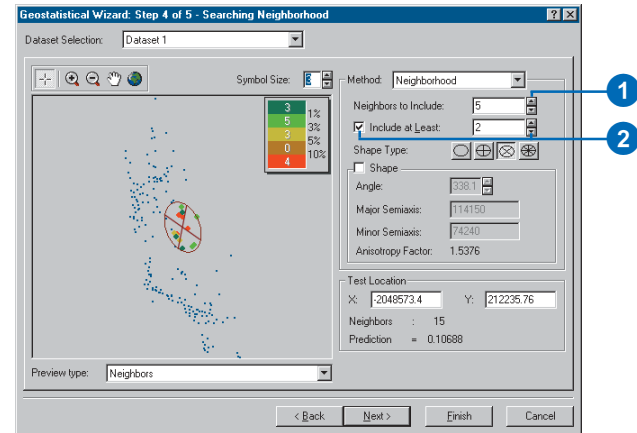 Geostatistical Wizard: Step 4 of 5 - Searching Neighborhood
Dataset Selection: Dataset 1
Symbol Size: 3
3 1%
5 3%
3 5%
0 10%
4
Method: Neighborhood
Neighbors to Include: 5
Include at Least: 2
Shape Type:
Shape
Angle: 338.1
Major Semiaxis: 114150
Minor Semiaxis: 74240
Anisotropy Factor: 1.5376
Test Location
X: -2048573.4 Y: 212235.76
Neighbors : 15
Prediction = 0.10688
Preview type: Neighbors
< Back Next > Finish Cancel
1
2